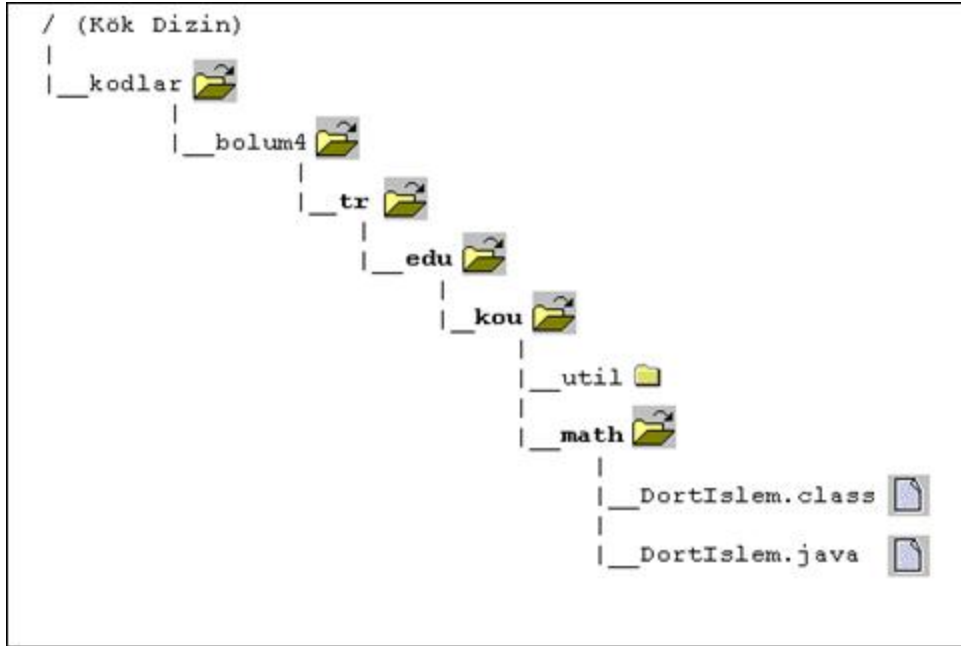 / (Kök Dizin)
|
|__kodlar
|
|__bolum4
|
|__tr
|
|__edu
|
|__kou
|
|__util
|
|__math
|
|__DortIslem.class
|
|__DortIslem.java